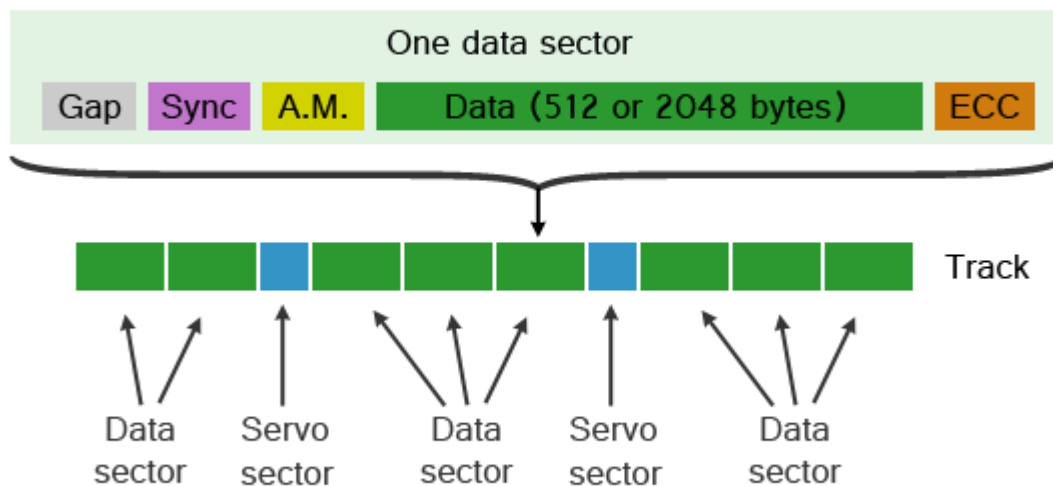 One data sector
Gap Sync A.M. Data (512 or 2048 bytes) ECC
Track
Data Servo Data Servo Data
sector sector sector sector sector